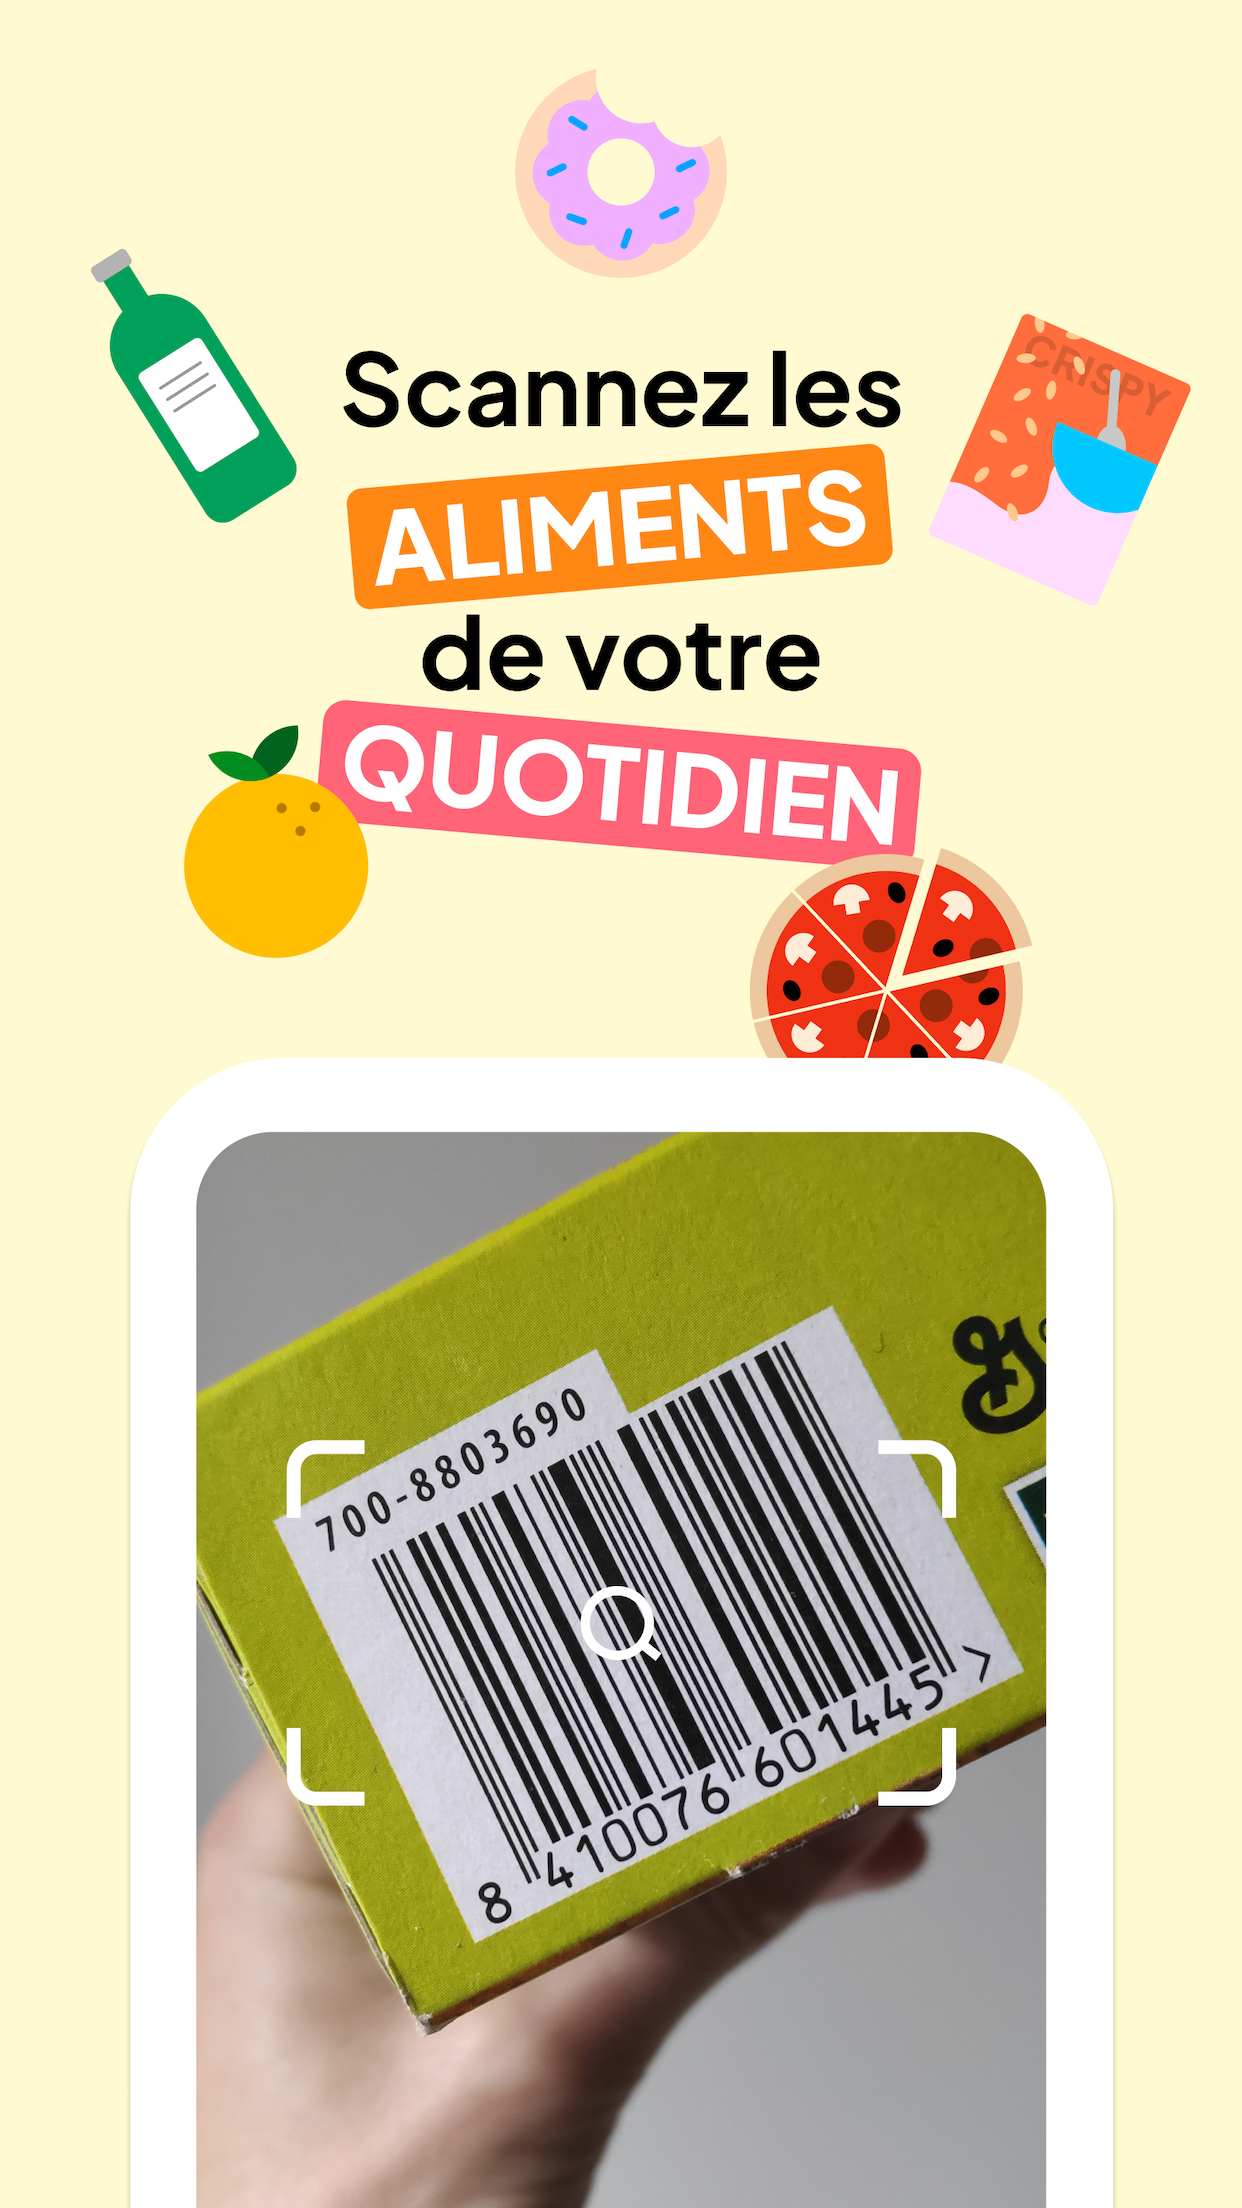 Scannez les
CRISPY
ALIMENTS
de votre
QUOTIDIEN
700-8803690
8 410076 601445 >